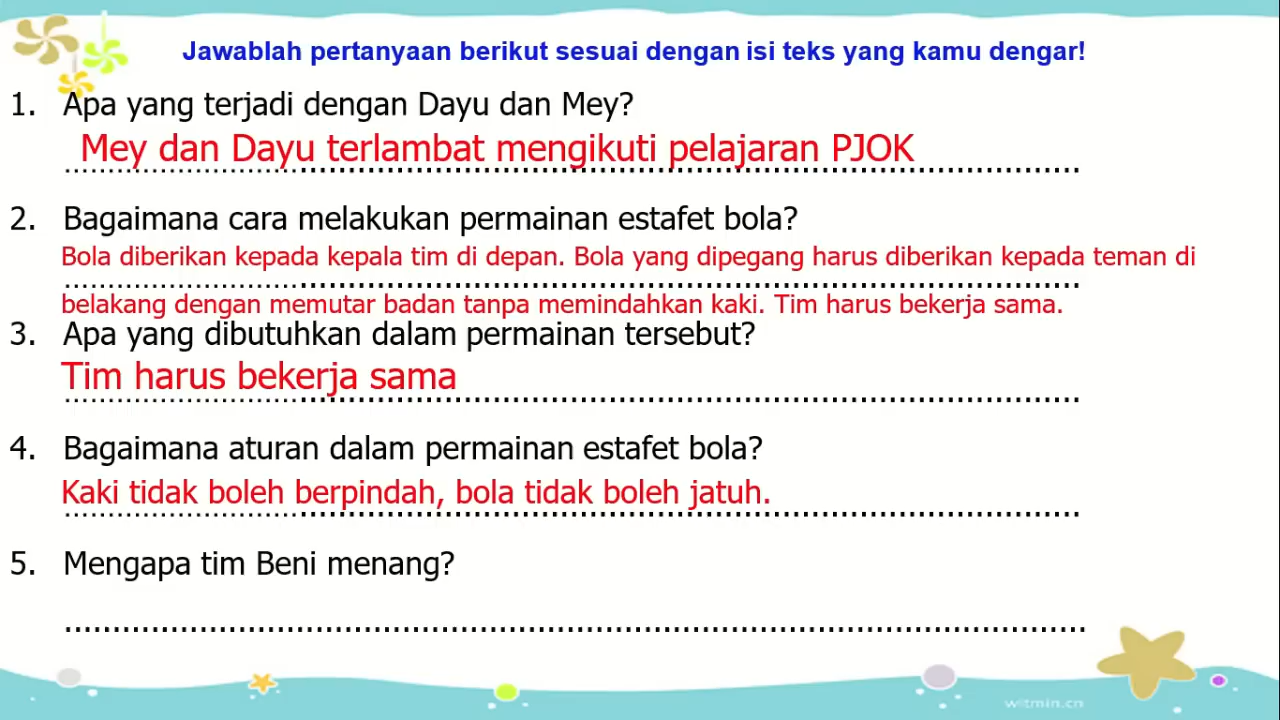 Jawablah pertanyaan berikut sesuai dengan isi teks yang kamu dengar!
1. Apa yang terjadi dengan Dayu dan Mey?
Mey dan Dayu terlambat mengikuti pelajaran PJOK
2. Bagaimana cara melakukan permainan estafet bola?
Bola diberikan kepada kepala tim di depan. Bola yang dipegang harus diberikan kepada teman di
belakang dengan memutar badan tanpa memindahkan kaki. Tim harus bekerja sama.
3. Apa yang dibutuhkan dalam permainan tersebut?
Tim harus bekerja sama
4. Bagaimana aturan dalam permainan estafet bola?
Kaki tidak boleh berpindah, bola tidak boleh jatuh.
5. Mengapa tim Beni menang?
witmin.cn